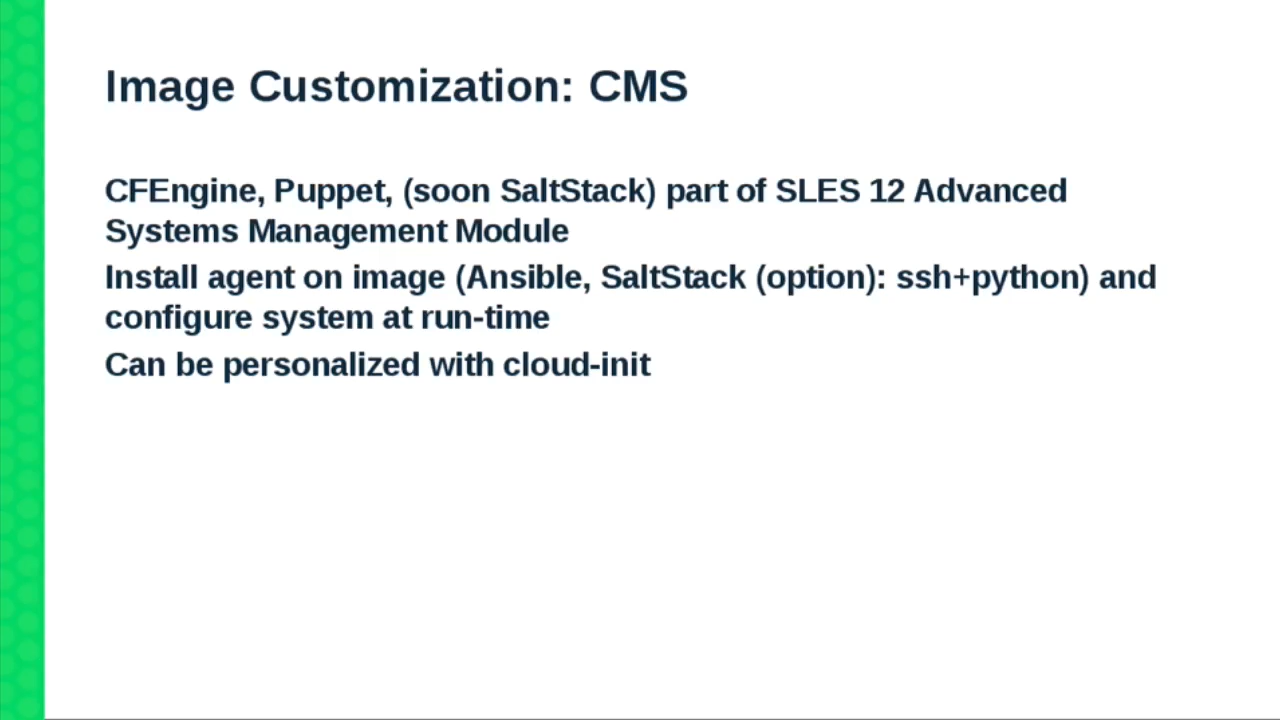 Image Customization: CMS
CFEngine, Puppet, (soon SaltStack) part of SLES 12 Advanced
Systems Management Module
Install agent on image (Ansible, SaltStack (option): ssh+python) and
configure system at run-time
Can be personalized with cloud-init